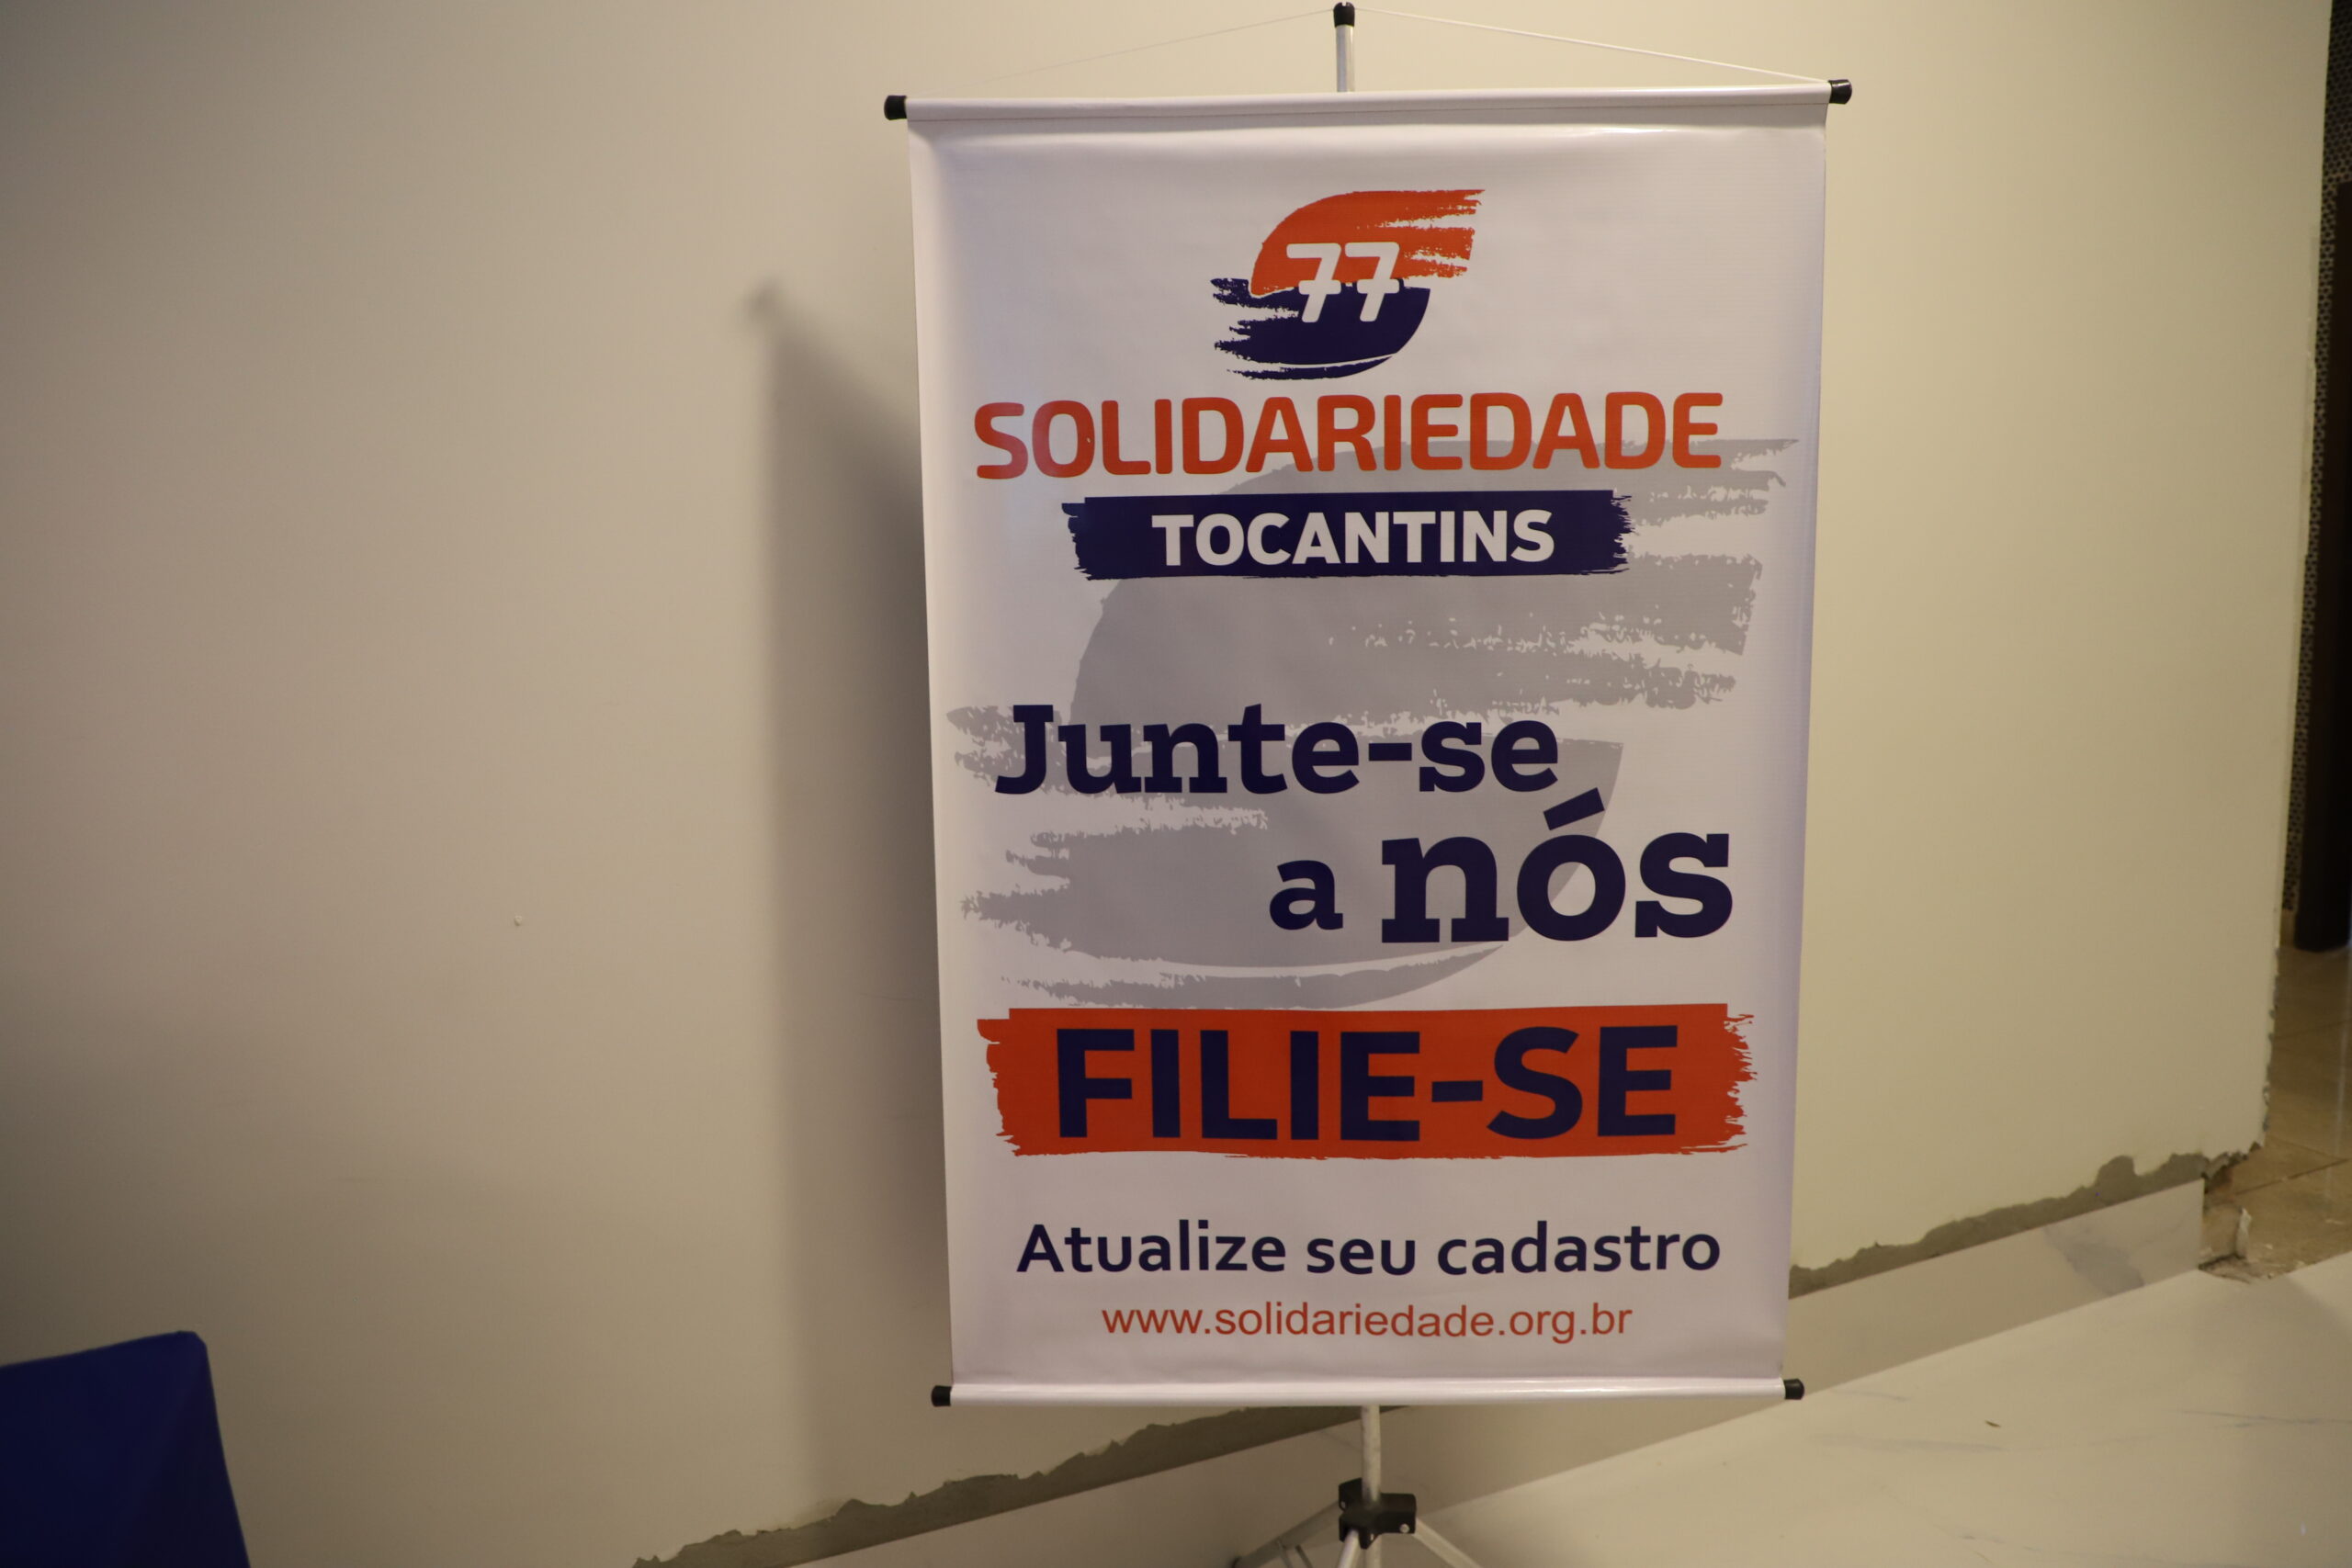 77
SOLIDARIEDADE
TOCANTINS
Junte-se
a nós
FILIE-SE
Atualize seu cadastro
www.solidariedade.org.br